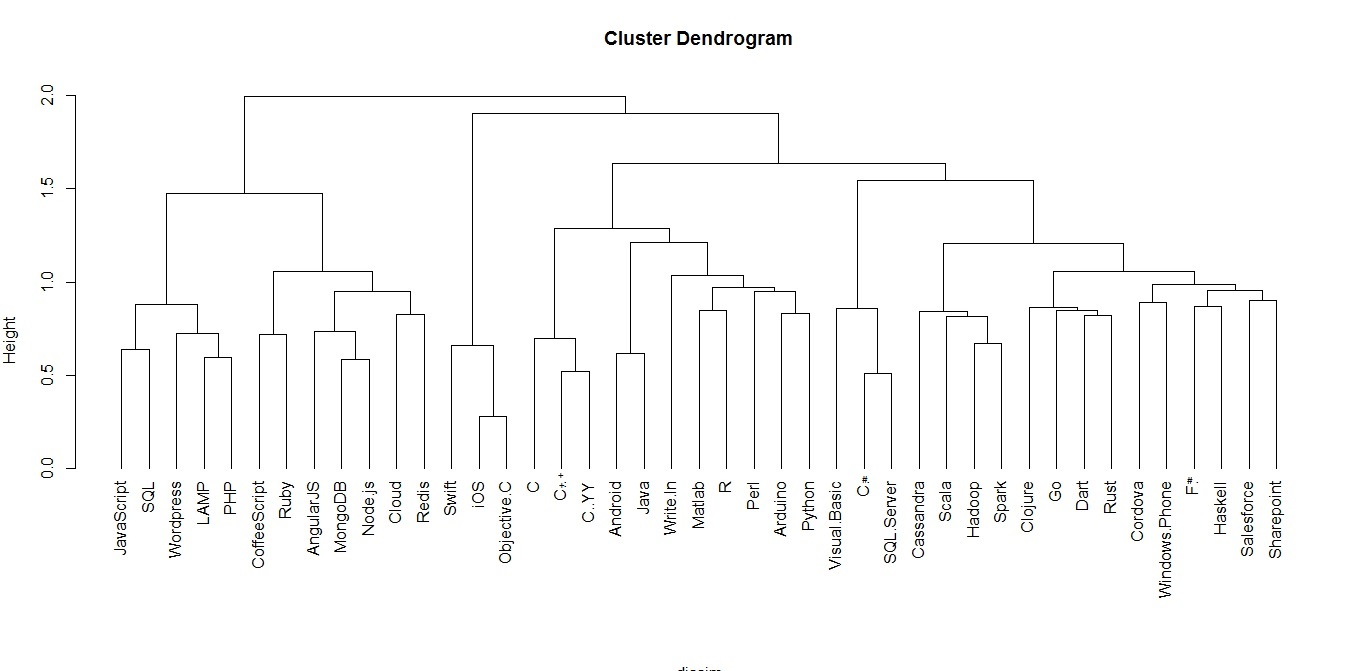 Cluster Dendrogram
Height
2.0
1.5
1.0
0.5
0.0
JavaScript
SQL
Wordpress
LAMP
PHP
CoffeeScript
Ruby
AngularJS
MongoDB
Node.js
Cloud
Redis
Swift
iOS
Objective.C
C
C++
C..YY
Android
Java
Write.In
Matlab
R
Perl
Arduino
Python
Visual.Basic
C#
SQL.Server
Cassandra
Scala
Hadoop
Spark
Clojure
Go
Dart
Rust
Cordova
Windows.Phone
F#
Haskell
Salesforce
Sharepoint